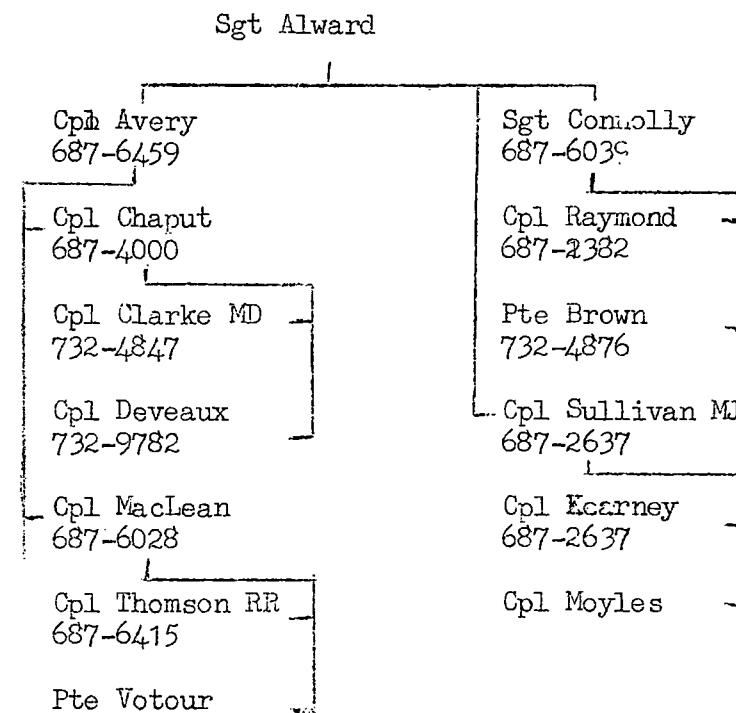 Sgt Alward
Cpl Avery
687-6459
Cpl Chaput
687-4000
Cpl Clarke MD
732-4847
Cpl Deveaux
732-9782
Cpl MacLean
687-6028
Cpl Thomson RR
687-6415
Pte Votour
Sgt Connolly
687-6039
Cpl Raymond
687-2382
Pte Brown
732-4876
Cpl Sullivan MJ
687-2637
Cpl Kearney
687-2637
Cpl Moyles